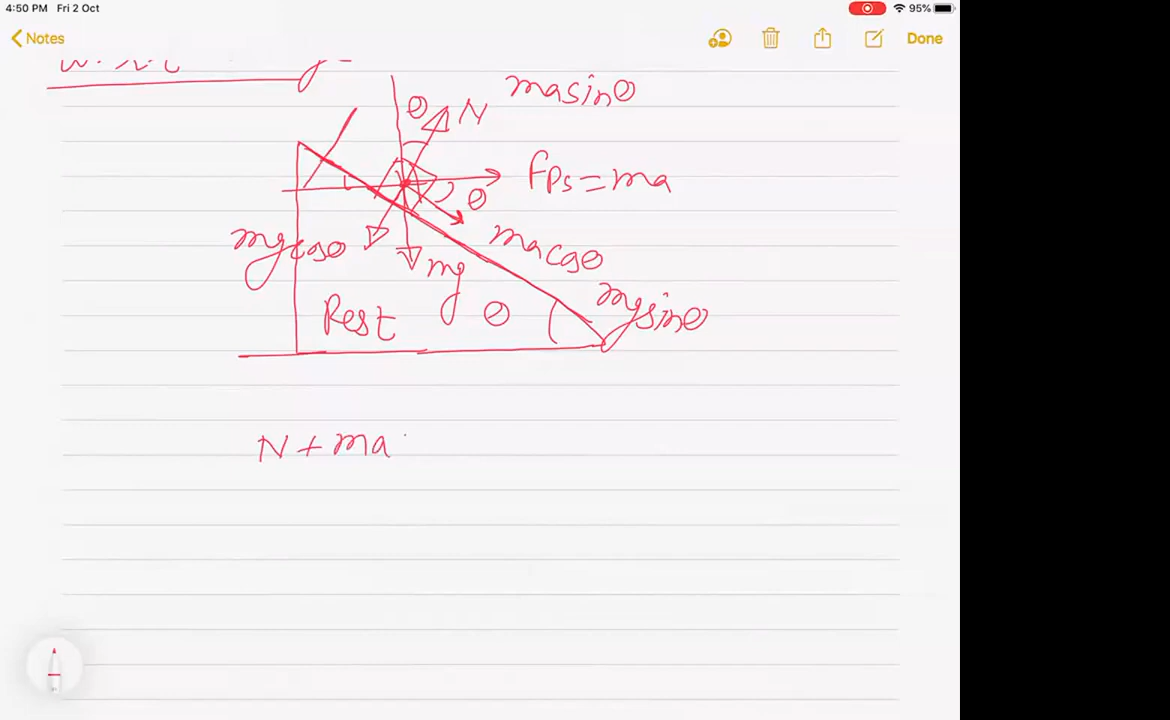 4:50 PM Fri 2 Oct
95%
Notes
Done
masinθ
θ N
fps=ma
θ
mgcosθ
macosθ
mg
mgsinθ
Rest
θ
N+ma